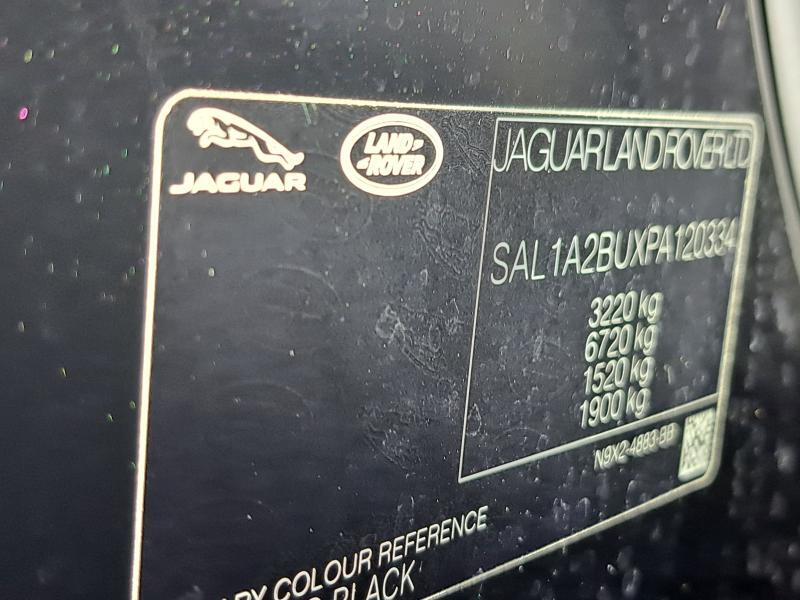 JAGUAR
LAND ROVER
JAGUAR LAND ROVER LTD
SAL1A2BUXPA120334
3220 kg
6720 kg
1520 kg
1900 kg
N9X2-4883-BB
COLOUR REFERENCE
BLACK